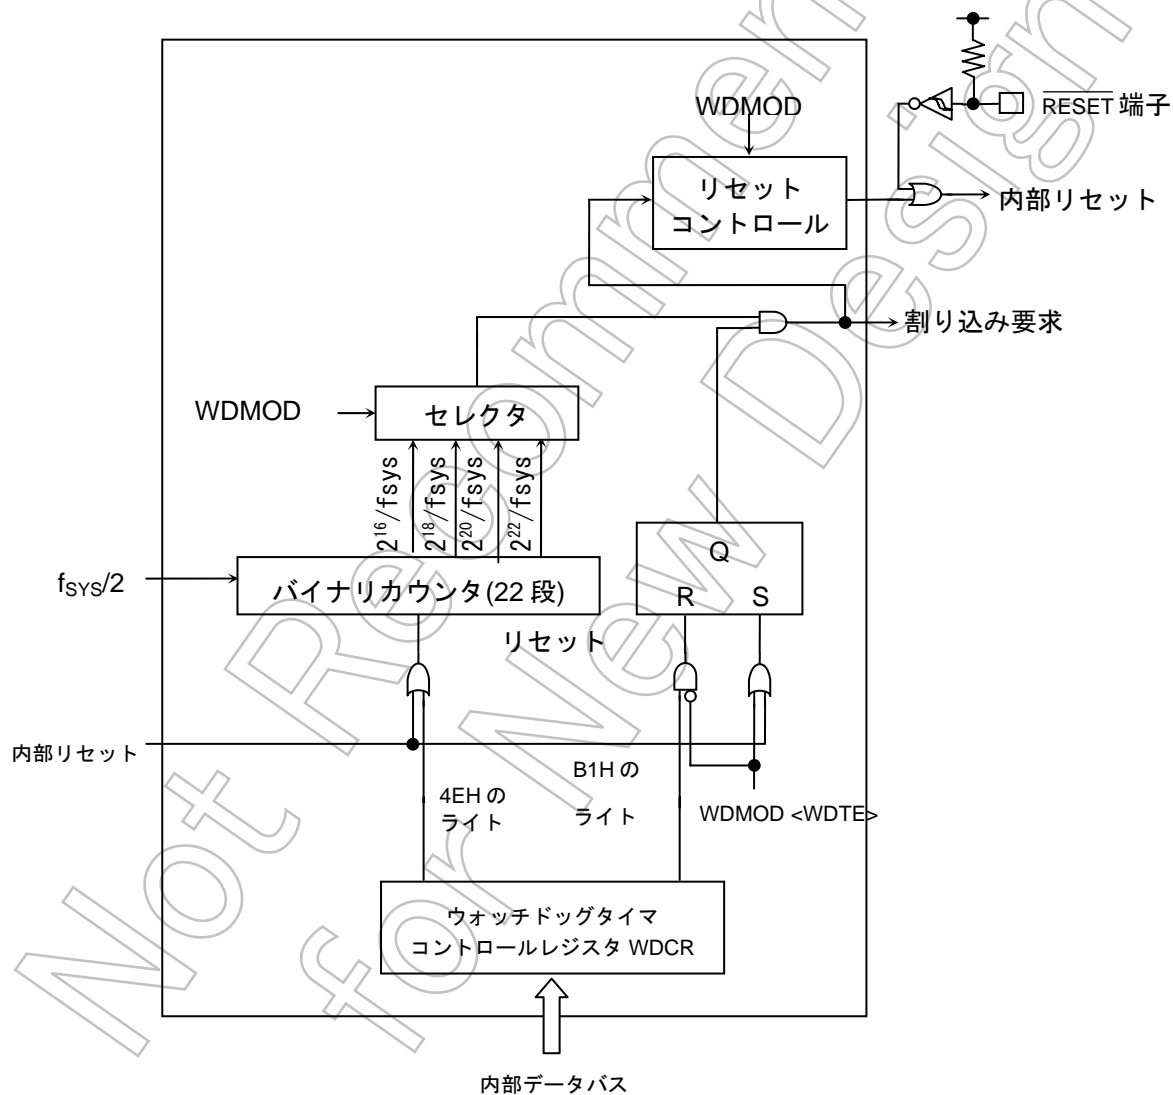 WDMOD
RESET 端子
リセット
コントロール
内部リセット
割り込み要求
WDMOD
セレクタ
2^16/fsys
2^18/fsys
2^20/fsys
2^22/fsys
fSYS/2
バイナリカウンタ(22 段)
Q
R S
リセット
内部リセット
B1H の
ライト
4EH の
ライト
WDMOD <WDTE>
ウォッチドッグタイマ
コントロールレジスタ WDCR
内部データバス
Not Recommen
for New Design